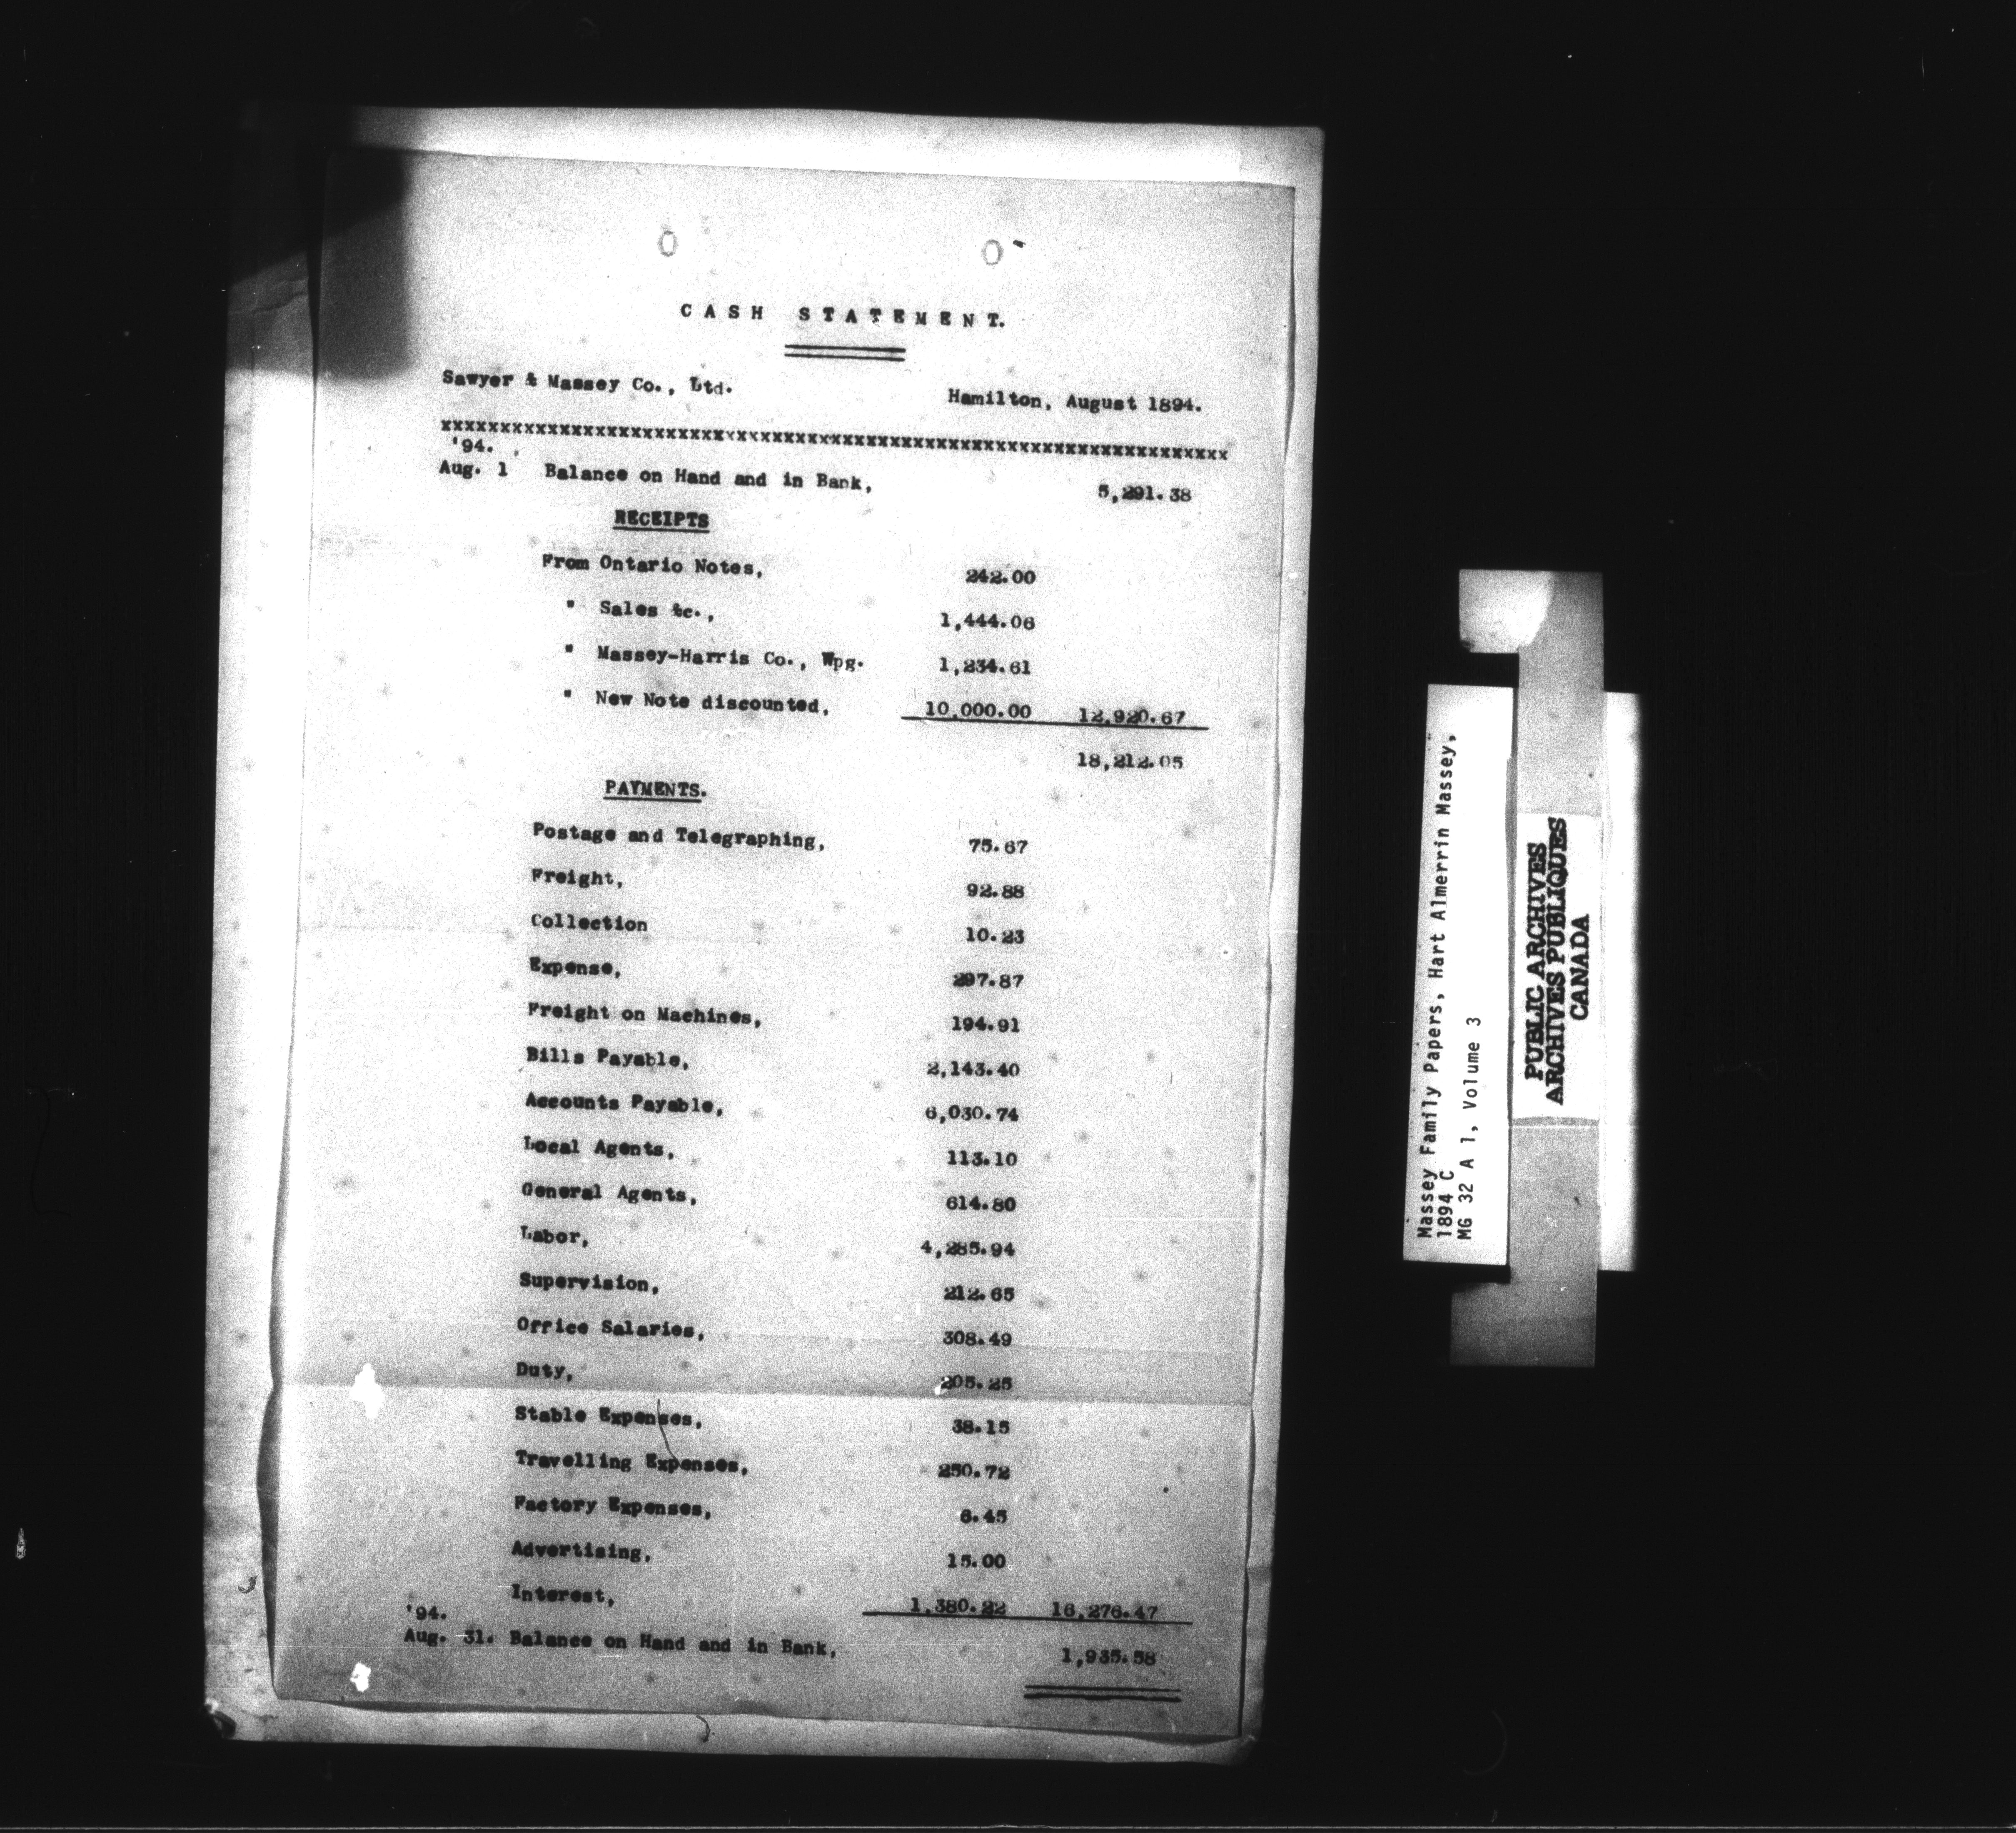 CASH STATEMENT.
Sawyer & Massey Co., Ltd. Hamilton, August 1894.
xxxxxxxxxxxxxxxxxxxxxxxxxxxxxxxxxxxxxxxxxxxxxxxxxxxxxxxxxxxxxxxxxxxxxxxxxx
'94.
Aug. 1 Balance on Hand and in Bank, 5,291.38
RECEIPTS
From Ontario Notes, 242.00
" Sales &c., 1,444.06
" Massey-Harris Co., Wpg. 1,234.61
" New Note discounted, 10,000.00 12,920.67
18,212.05
PAYMENTS.
Postage and Telegraphing, 75.67
Freight, 92.88
Collection 10.23
Expense, 297.87
Freight on Machines, 194.91
Bills Payable, 2,143.40
Accounts Payable, 6,030.74
Local Agents, 113.10
General Agents, 614.80
Labor, 4,285.94
Supervision, 212.65
Office Salaries, 308.49
Duty, 205.25
Stable Expenses, 38.15
Travelling Expenses, 250.72
Factory Expenses, 6.45
Advertising, 15.00
Interest, 1,380.22 16,276.47
'94.
Aug. 31. Balance on Hand and in Bank, 1,935.58
Massey Family Papers, Hart Almerrin Massey,
1894 C
MG 32 A 1, Volume 3
PUBLIC ARCHIVES
ARCHIVES PUBLIQUES
CANADA